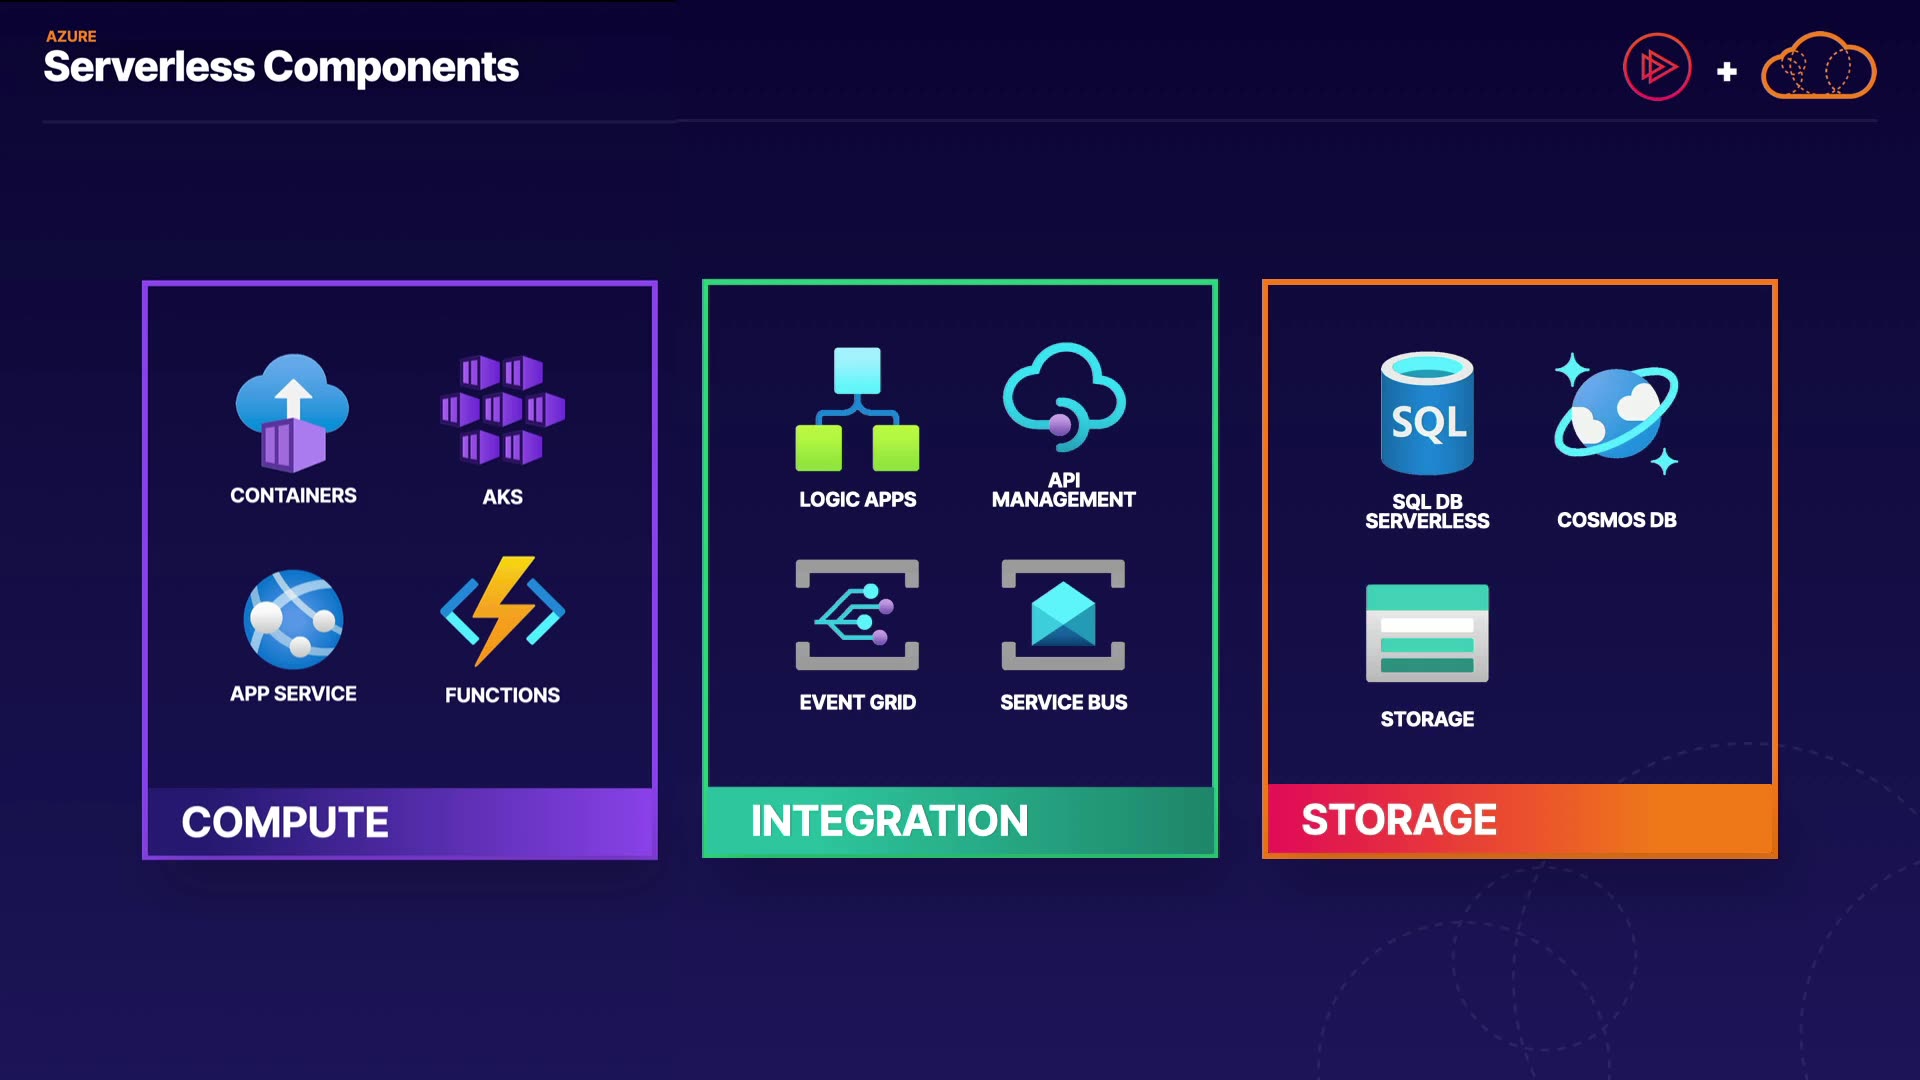 AZURE
Serverless Components
CONTAINERS
AKS
APP SERVICE
FUNCTIONS
COMPUTE
LOGIC APPS
API
MANAGEMENT
EVENT GRID
SERVICE BUS
INTEGRATION
SQL
SQL DB
SERVERLESS
COSMOS DB
STORAGE
STORAGE